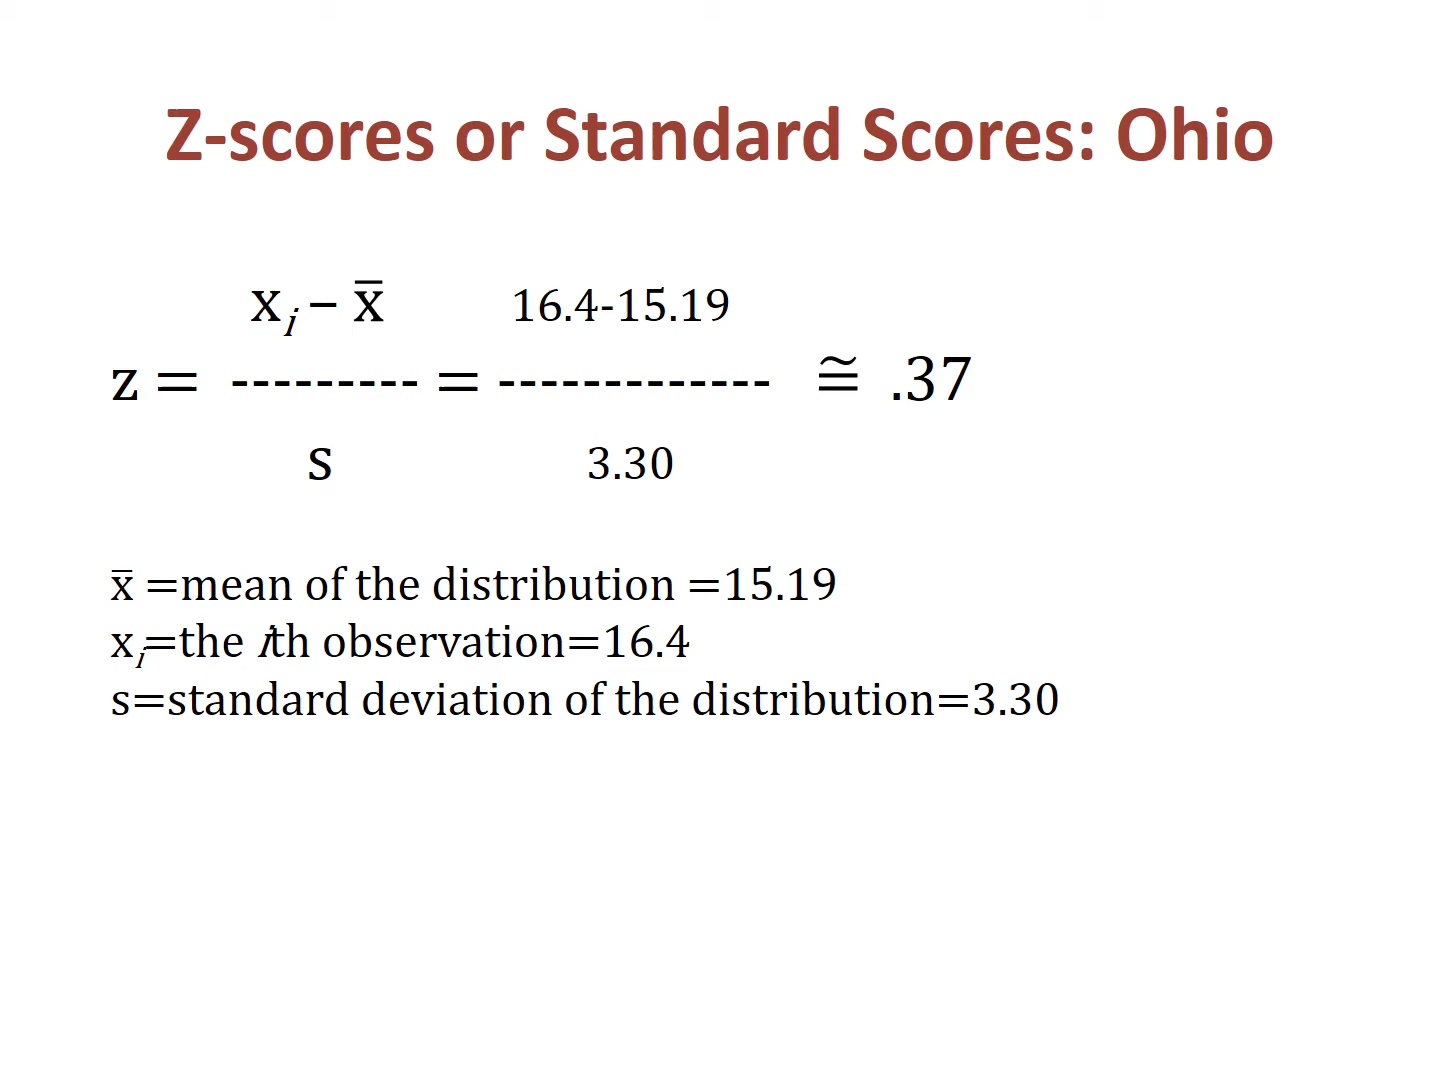 Z-scores or Standard Scores: Ohio
xᵢ – x̅ 16.4-15.19
z = --------- = ------------- ≅ .37
s 3.30
x̅ =mean of the distribution =15.19
xᵢ=the ith observation=16.4
s=standard deviation of the distribution=3.30